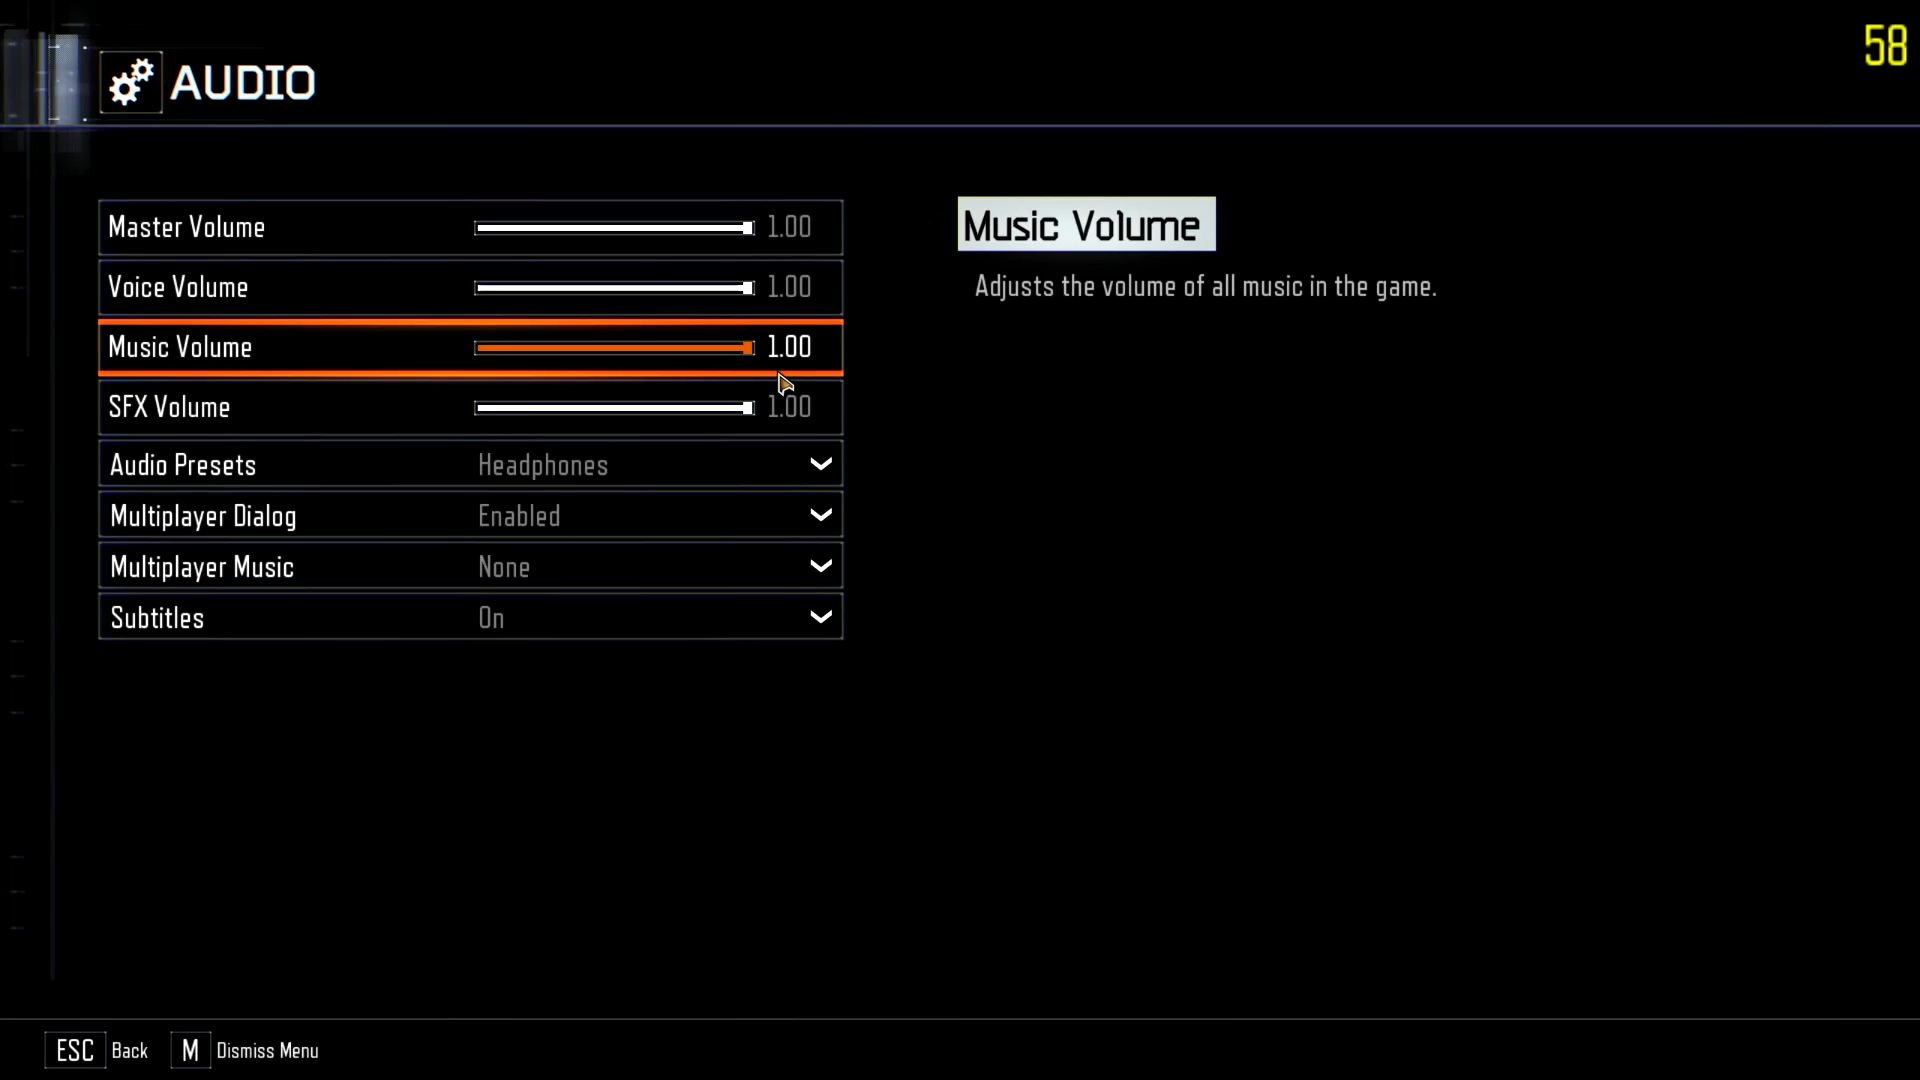 58
AUDIO
Master Volume 1.00
Voice Volume 1.00
Music Volume 1.00
SFX Volume 1.00
Audio Presets Headphones
Multiplayer Dialog Enabled
Multiplayer Music None
Subtitles On
Music Volume
Adjusts the volume of all music in the game.
ESC Back M Dismiss Menu